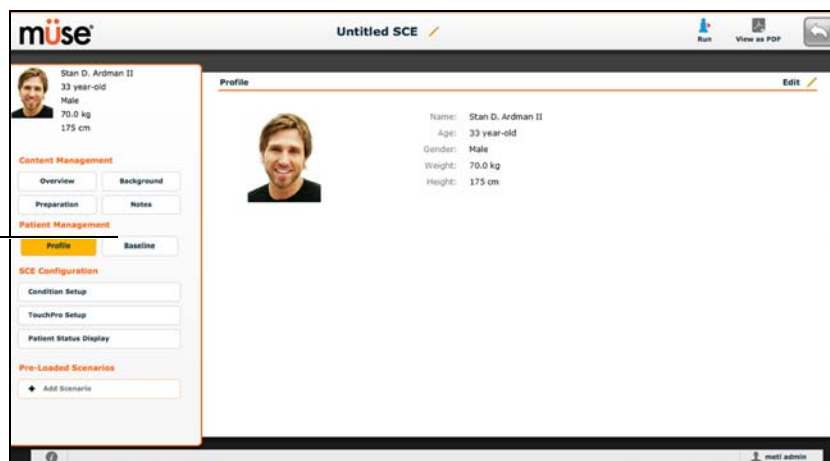 müse
Untitled SCE
Run
View as PDF
Stan D. Ardman II
33 year-old
Male
70.0 kg
175 cm
Content Management
Overview Background
Preparation Notes
Patient Management
Profile Baseline
SCE Configuration
Condition Setup
TouchPro Setup
Patient Status Display
Pre-Loaded Scenarios
+ Add Scenario
Profile Edit
Name: Stan D. Ardman II
Age: 33 year-old
Gender: Male
Weight: 70.0 kg
Height: 175 cm
i
meti admin